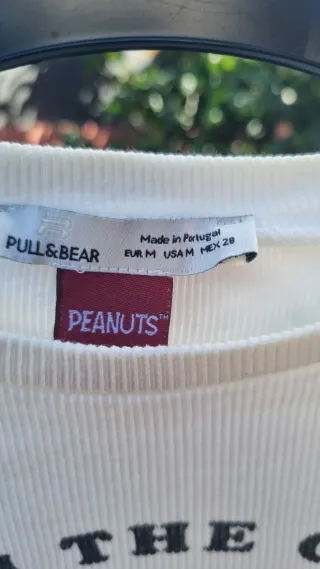 PULL&BEAR
Made in Portugal
EUR M USA M MEX 28
PEANUTS™
THE